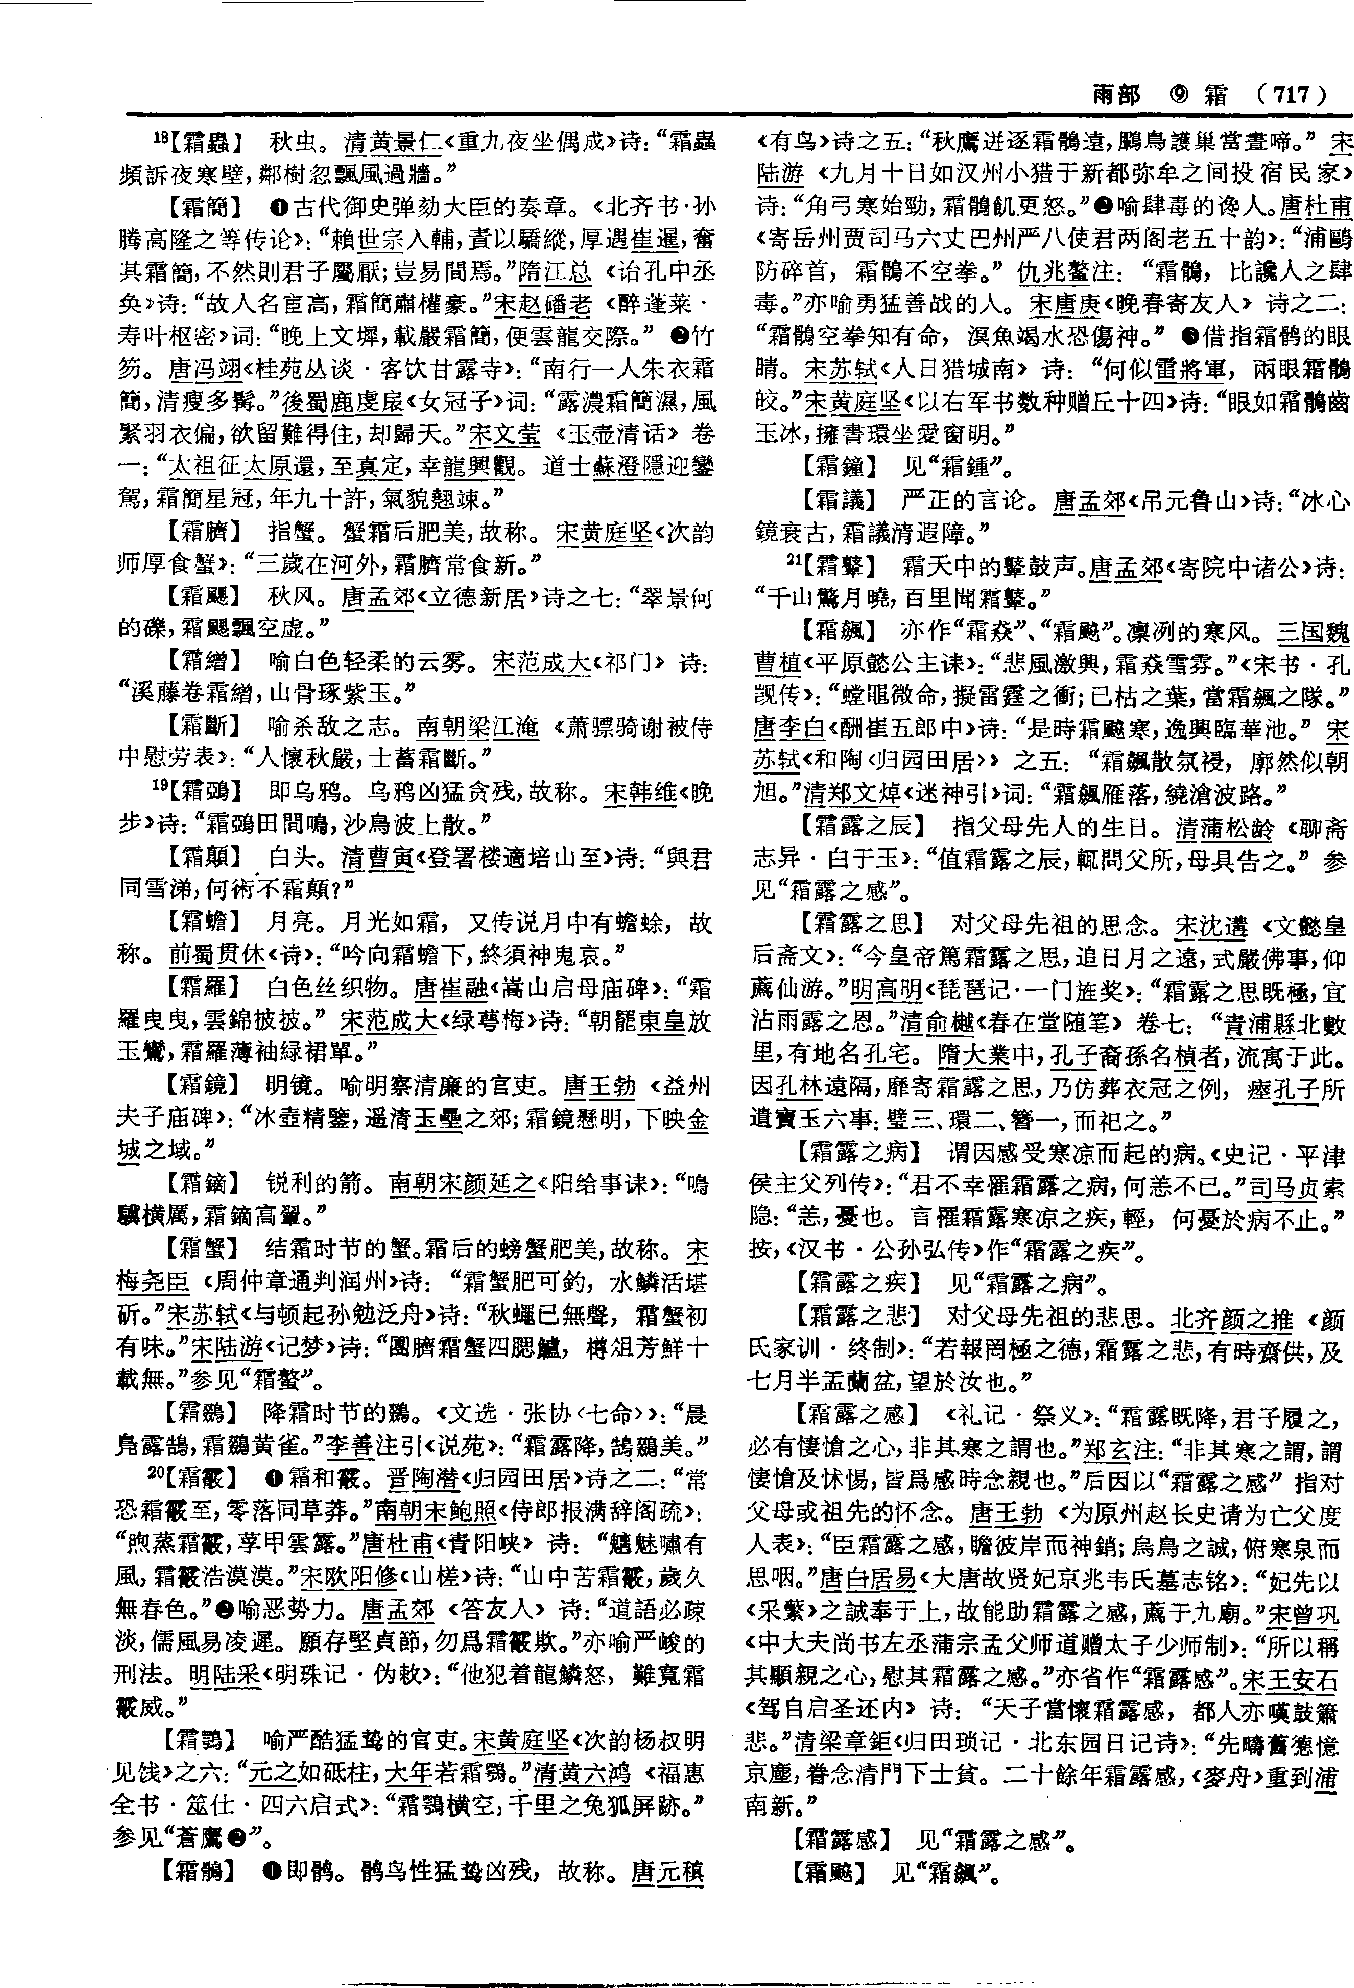 雨部 ⑨ 霜 (717)
¹⁸【霜蟲】 秋虫。清黄景仁《重九夜坐偶成》诗:“霜蟲
頻訴夜寒壁,鄰樹忽飄風過牆。”
【霜簡】 ❶古代御史弹劾大臣的奏章。《北齐书·孙
腾高隆之等传论》:“賴世宗入輔,責以驕縱,厚遇崔暹,奮
其霜簡,不然則君子屬厭;豈易間焉。”隋江总《诒孔中丞
奂》诗:“故人名宦高,霜簡肅權豪。”宋赵磻老《醉蓬莱·
寿叶枢密》词:“晚上文墀,載嚴霜簡,便雲龍交際。” ❷竹
笏。唐冯翊《桂苑丛谈·客饮甘露寺》:“南行一人朱衣霜
簡,清瘦多髯。”後蜀鹿虔扆《女冠子》词:“露濃霜簡濕,風
緊羽衣偏,欲留難得住,却歸天。”宋文莹《玉壶清话》卷
一:“太祖征太原還,至真定,幸龍興觀。道士蘇澄隱迎鑾
駕,霜簡星冠,年九十許,氣貌翹竦。”
【霜臍】 指蟹。蟹霜后肥美,故称。宋黄庭坚《次韵
师厚食蟹》:“三歲在河外,霜臍常食新。”
【霜颸】 秋风。唐孟郊《立德新居》诗之七:“翠景何
的礫,霜颸飄空虚。”
【霜繒】 喻白色轻柔的云雾。宋范成大《祁门》诗:
“溪藤卷霜繒,山骨琢紫玉。”
【霜斷】 喻杀敌之志。南朝梁江淹《萧骠骑谢被侍
中慰劳表》:“人懷秋嚴,士蓄霜斷。”
¹⁹【霜鵶】 即乌鸦。乌鸦凶猛贪残,故称。宋韩维《晚
步》诗:“霜鵶田間鳴,沙鳥波上散。”
【霜顛】 白头。清曹寅《登署楼適培山至》诗:“與君
同雪涕,何術不霜顛?”
【霜蟾】 月亮。月光如霜,又传说月中有蟾蜍,故
称。前蜀贯休《诗》:“吟向霜蟾下,終須神鬼哀。”
【霜羅】 白色丝织物。唐崔融《嵩山启母庙碑》:“霜
羅曳曳,雲錦披披。”宋范成大《绿萼梅》诗:“朝罷東皇放
玉鸞,霜羅薄袖緑裙單。”
【霜鏡】 明镜。喻明察清廉的官吏。唐王勃《益州
夫子庙碑》:“冰壺精鑒,遥清玉壘之郊;霜鏡懸明,下映金
城之域。”
【霜鏑】 锐利的箭。南朝宋颜延之《阳给事诔》:“鳴
驥横厲,霜鏑高翬。”
【霜蟹】 结霜时节的蟹。霜后的螃蟹肥美,故称。宋
梅尧臣《周仲章通判润州》诗:“霜蟹肥可釣,水鱗活堪
斫。”宋苏轼《与顿起孙勉泛舟》诗:“秋蠅已無聲,霜蟹初
有味。”宋陆游《记梦》诗:“團臍霜蟹四腮鱸,樽俎芳鮮十
載無。”参见“霜螯”。
【霜鷃】 降霜时节的鷃。《文选·张协〈七命〉》:“晨
鳧露鵠,霜鷃黄雀。”李善注引《说苑》:“霜露降,鵠鷃美。”
²⁰【霜霰】 ❶霜和霰。晋陶潜《归园田居》诗之二:“常
恐霜霰至,零落同草莽。”南朝宋鲍照《侍郎报满辞阁疏》:
“煦蒸霜霰,莩甲雲露。”唐杜甫《青阳峡》诗:“魑魅嘯有
風,霜霰浩漠漠。”宋欧阳修《山槎》诗:“山中苦霜霰,歲久
無春色。”❷喻恶势力。唐孟郊《答友人》诗:“道語必疎
淡,儒風易凌遲。願存堅貞節,勿爲霜霰欺。”亦喻严峻的
刑法。明陆采《明珠记·伪敕》:“他犯着龍鱗怒,難寬霜
霰威。”
【霜鶚】 喻严酷猛鸷的官吏。宋黄庭坚《次韵杨叔明
见饯》之六:“元之如砥柱,大年若霜鶚。”清黄六鸿《福惠
全书·筮仕·四六启式》:“霜鶚横空,千里之兔狐屏跡。”
参见“蒼鷹❷”。
【霜鶻】 ❶即鹘。鹘鸟性猛鸷凶残,故称。唐元稹
《有鸟》诗之五:“秋鷹迸逐霜鶻遠,鵩鳥護巢當晝啼。”宋
陆游《九月十日如汉州小猎于新都弥牟之间投宿民家》
诗:“角弓寒始勁,霜鶻飢更怒。”❷喻肆毒的谗人。唐杜甫
《寄岳州贾司马六丈巴州严八使君两阁老五十韵》:“浦鷗
防碎首,霜鶻不空拳。”仇兆鳌注:“霜鶻,比讒人之肆
毒。”亦喻勇猛善战的人。宋唐庚《晚春寄友人》诗之二:
“霜鶻空拳知有命,溟魚竭水恐傷神。”❸借指霜鹘的眼
睛。宋苏轼《人日猎城南》诗:“何似雷將軍,兩眼霜鶻
皎。”宋黄庭坚《以右军书数种赠丘十四》诗:“眼如霜鶻齒
玉冰,擁書環坐愛窗明。”
【霜鐘】 见“霜鍾”。
【霜議】 严正的言论。唐孟郊《吊元鲁山》诗:“冰心
鏡衰古,霜議清遐障。”
²¹【霜鼙】 霜天中的鼙鼓声。唐孟郊《寄院中诸公》诗:
“千山驚月曉,百里聞霜鼙。”
【霜飆】 亦作“霜猋”、“霜飈”。凛冽的寒风。三国魏
曹植《平原懿公主诔》:“悲風激興,霜猋雪雰。”《宋书·孔
觊传》:“螳蜋微命,擬雷霆之衝;已枯之葉,當霜飆之隊。”
唐李白《酬崔五郎中》诗:“是時霜飈寒,逸興臨華池。”宋
苏轼《和陶〈归园田居〉》之五:“霜飆散氛祲,廓然似朝
旭。”清郑文焯《迷神引》词:“霜飆雁落,繞滄波路。”
【霜露之辰】 指父母先人的生日。清蒲松龄《聊斋
志异·白于玉》:“值霜露之辰,輒問父所,母具告之。”参
见“霜露之感”。
【霜露之思】 对父母先祖的思念。宋沈遘《文懿皇
后斋文》:“今皇帝篤霜露之思,追日月之遠,式嚴佛事,仰
薦仙游。”明高明《琵琶记·一门旌奖》:“霜露之思既極,宜
沾雨露之恩。”清俞樾《春在堂随笔》卷七:“青浦縣北數
里,有地名孔宅。隋大業中,孔子裔孫名楨者,流寓于此。
因孔林遠隔,靡寄霜露之思,乃仿葬衣冠之例,瘞孔子所
遺寶玉六事:璧三、環二、簪一,而祀之。”
【霜露之病】 谓因感受寒凉而起的病。《史记·平津
侯主父列传》:“君不幸罹霜露之病,何恙不已。”司马贞索
隐:“恙,憂也。言罹霜露寒凉之疾,輕,何憂於病不止。”
按,《汉书·公孙弘传》作“霜露之疾”。
【霜露之疾】 见“霜露之病”。
【霜露之悲】 对父母先祖的悲思。北齐颜之推《颜
氏家训·终制》:“若報罔極之德,霜露之悲,有時齋供,及
七月半盂蘭盆,望於汝也。”
【霜露之感】 《礼记·祭义》:“霜露既降,君子履之,
必有悽愴之心,非其寒之謂也。”郑玄注:“非其寒之謂,謂
悽愴及怵惕,皆爲感時念親也。”后因以“霜露之感”指对
父母或祖先的怀念。唐王勃《为原州赵长史请为亡父度
人表》:“臣霜露之感,瞻彼岸而神銷;烏鳥之誠,俯寒泉而
思咽。”唐白居易《大唐故贤妃京兆韦氏墓志铭》:“妃先以
《采蘩》之誠奉于上,故能助霜露之感,薦于九廟。”宋曾巩
《中大夫尚书左丞蒲宗孟父师道赠太子少师制》:“所以稱
其顯親之心,慰其霜露之感。”亦省作“霜露感”。宋王安石
《驾自启圣还内》诗:“天子當懷霜露感,都人亦嘆鼓簫
悲。”清梁章鉅《归田琐记·北东园日记诗》:“先疇舊德憶
京塵,眷念清門下士貧。二十餘年霜露感,《麥舟》重到浦
南新。”
【霜露感】 见“霜露之感”。
【霜飈】 见“霜飆”。